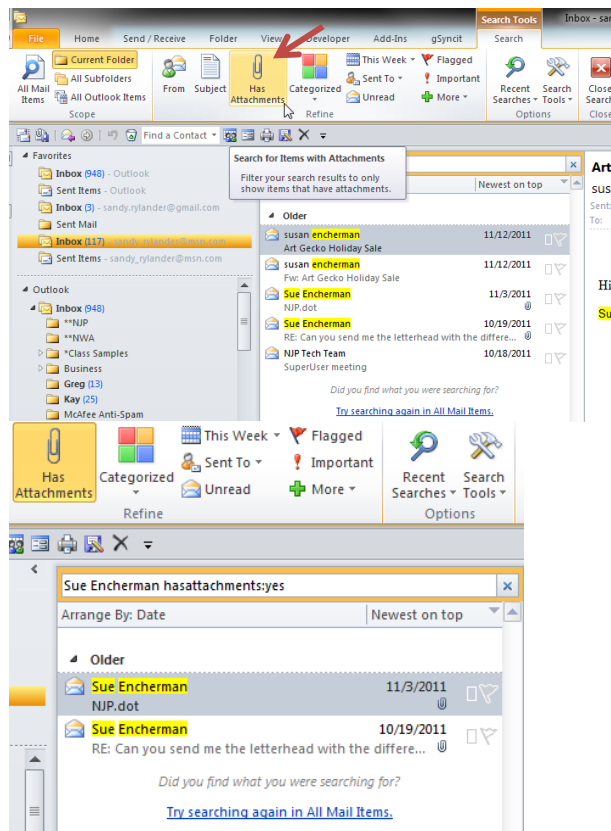 Search Tools
Inbox - san
File Home Send / Receive Folder View Developer Add-Ins gSyncit Search
Current Folder
All Subfolders
All Outlook Items
All Mail Items
Scope
From
Subject
Has Attachments
Categorized
This Week
Sent To
Unread
Flagged
Important
More
Refine
Recent Searches
Search Tools
Options
Close Search
Close
Find a Contact
Search for Items with Attachments
Filter your search results to only
show items that have attachments.
Favorites
Inbox (948) - Outlook
Sent Items - Outlook
Inbox (3) - sandy.rylander@gmail.com
Sent Mail
Inbox (117) - sandy_rylander@msn.com
Sent Items - sandy_rylander@msn.com
Outlook
Inbox (948)
**NJP
**NWA
*Class Samples
Business
Greg (13)
Kay (25)
McAfee Anti-Spam
Newest on top
Older
susan encherman 11/12/2011
Art Gecko Holiday Sale
susan encherman 11/12/2011
Fw: Art Gecko Holiday Sale
Sue Encherman 11/3/2011
NJP.dot
Sue Encherman 10/19/2011
RE: Can you send me the letterhead with the differe...
NJP Tech Team 10/18/2011
SuperUser meeting
Did you find what you were searching for?
Try searching again in All Mail Items.
Art
sus
Sent:
To:
Hi
Su
Has Attachments
Categorized
This Week
Sent To
Unread
Flagged
Important
More
Refine
Recent Searches
Search Tools
Options
Sue Encherman hasattachments:yes
Arrange By: Date Newest on top
Older
Sue Encherman 11/3/2011
NJP.dot
Sue Encherman 10/19/2011
RE: Can you send me the letterhead with the differe...
Did you find what you were searching for?
Try searching again in All Mail Items.